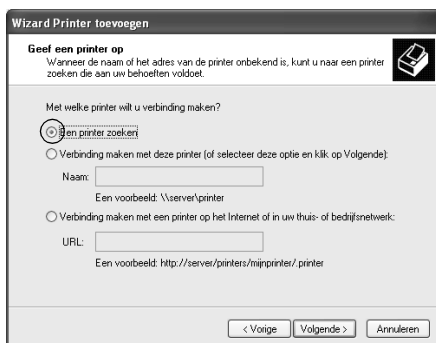 Wizard Printer toevoegen
Geef een printer op
Wanneer de naam of het adres van de printer onbekend is, kunt u naar een printer
zoeken die aan uw behoeften voldoet.
Met welke printer wilt u verbinding maken?
Een printer zoeken
Verbinding maken met deze printer (of selecteer deze optie en klik op Volgende):
Naam:
Een voorbeeld: \\server\printer
Verbinding maken met een printer op het Internet of in uw thuis- of bedrijfsnetwerk:
URL:
Een voorbeeld: http://server/printers/mijnprinter/.printer
< Vorige Volgende > Annuleren